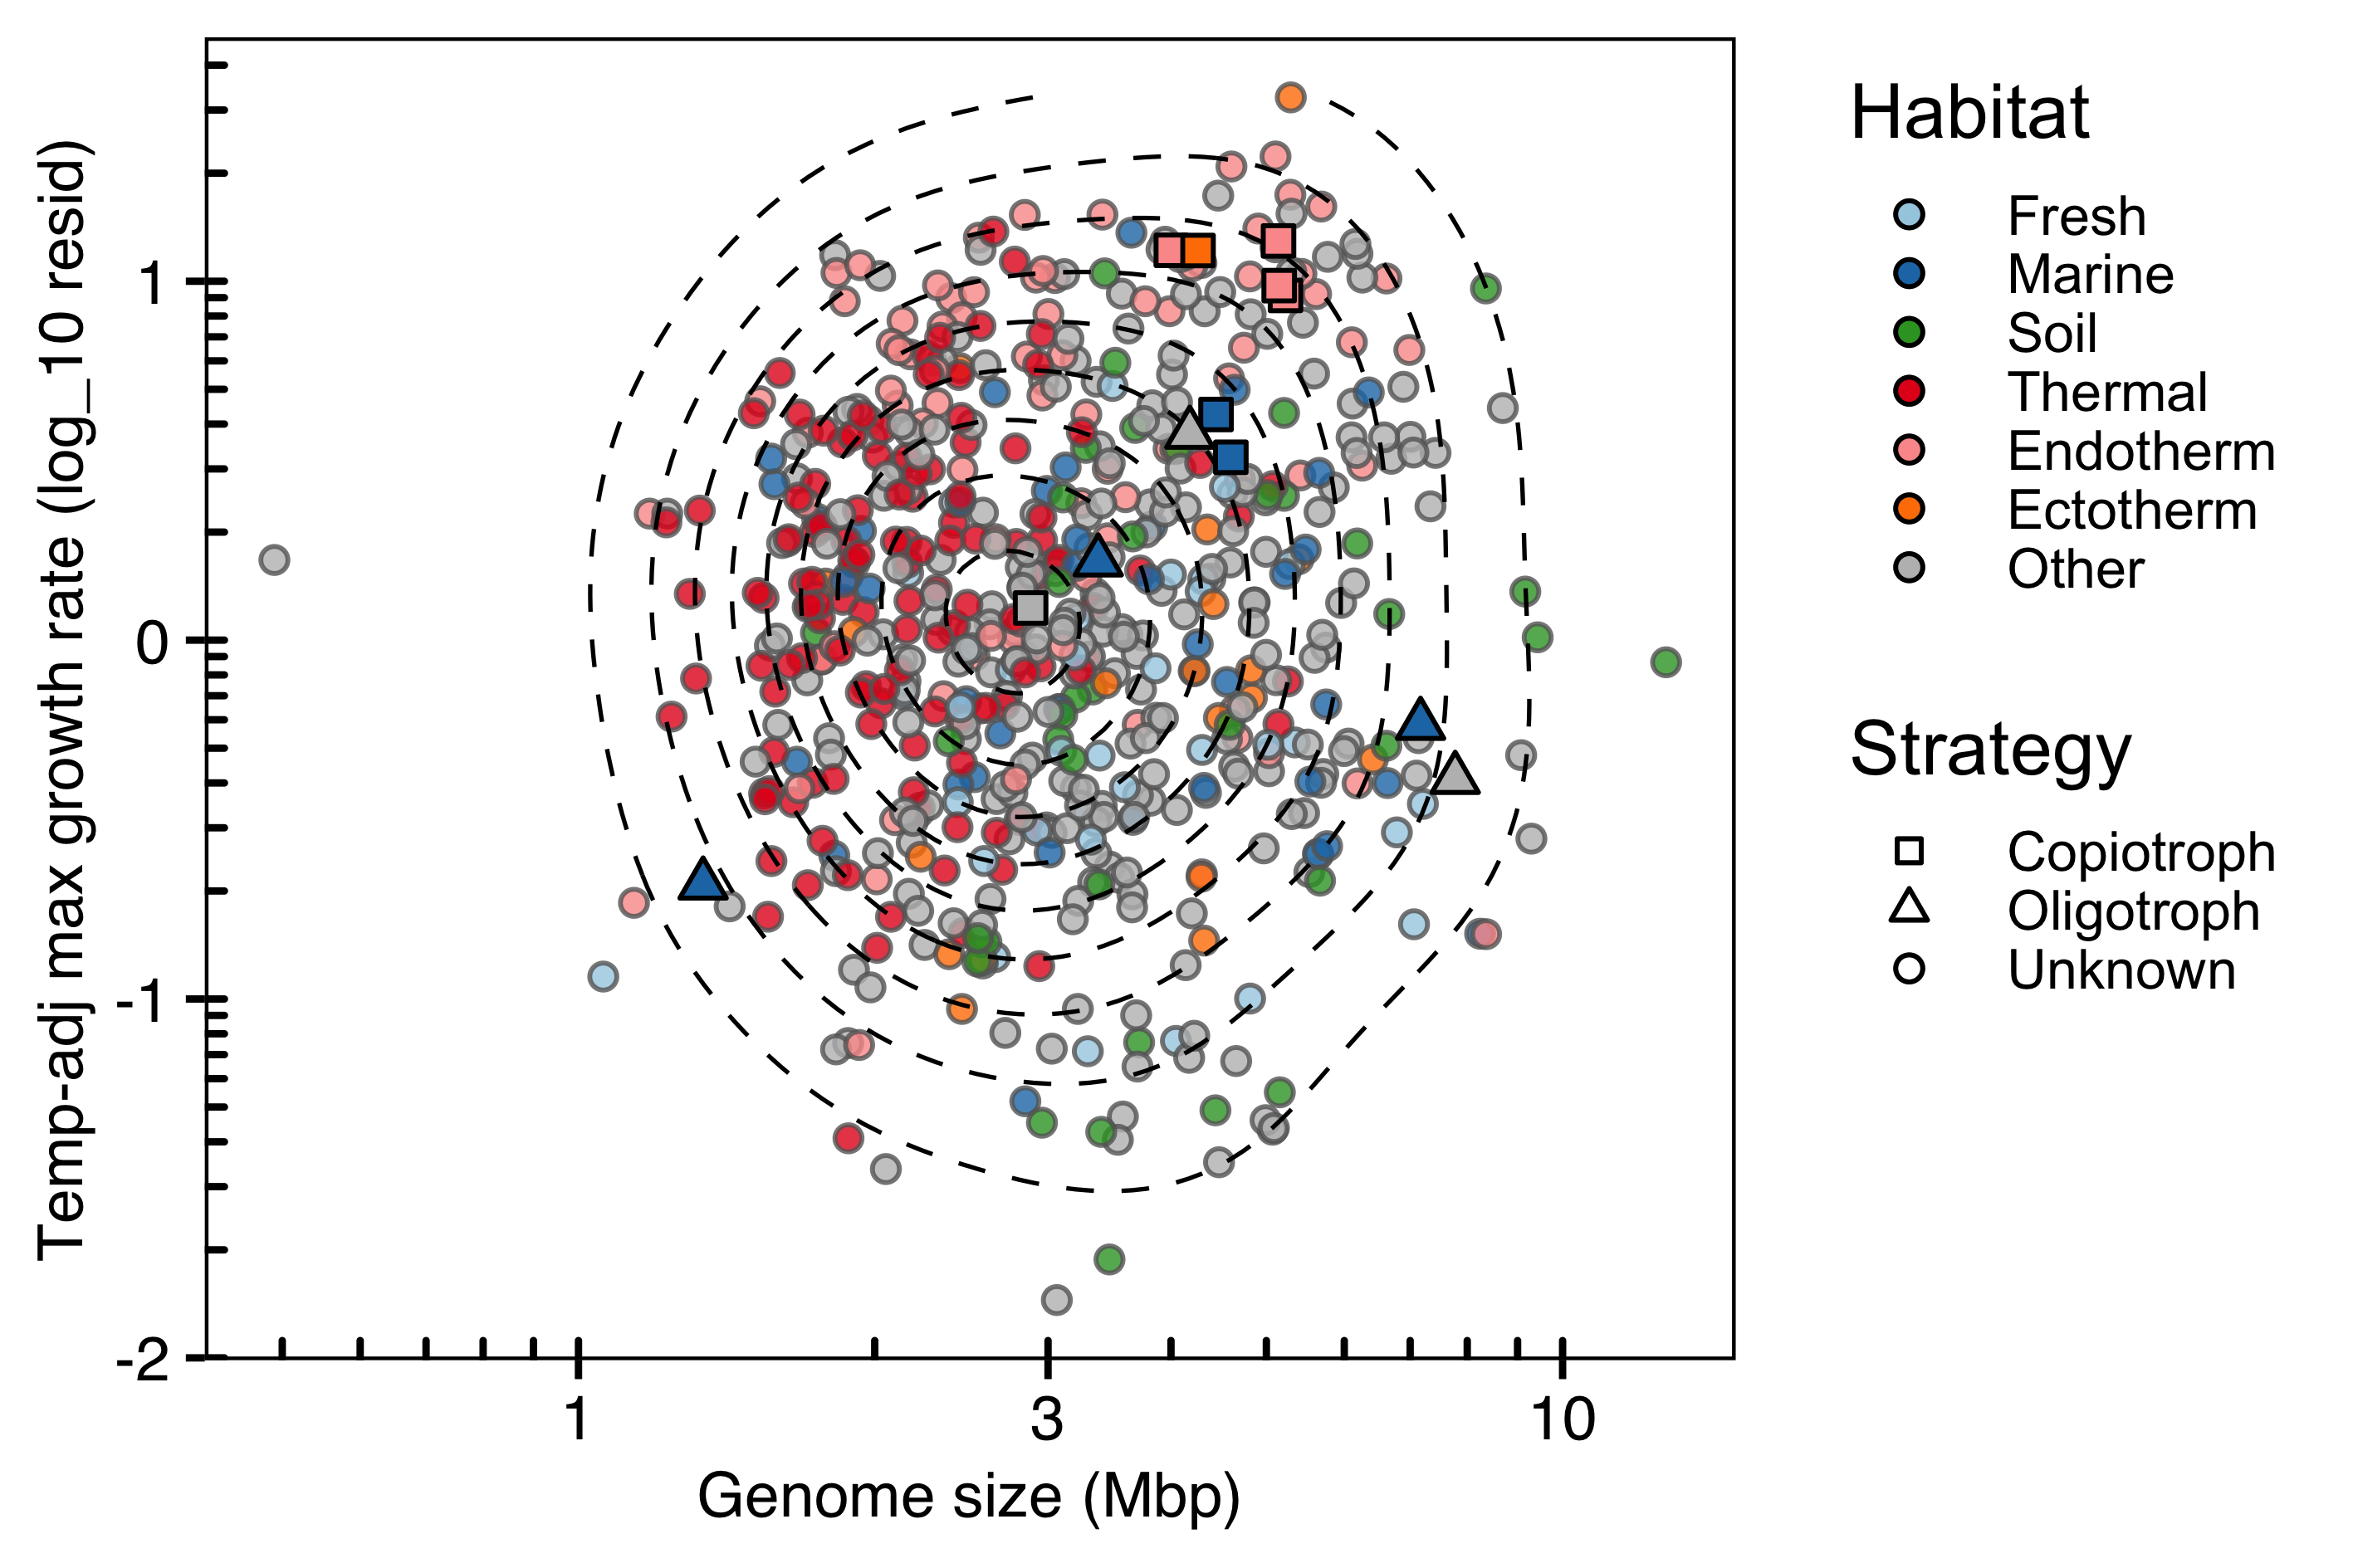 Temp-adj max growth rate (log_10 resid)
1
0
-1
-2
1
3
10
Genome size (Mbp)
Habitat
Fresh
Marine
Soil
Thermal
Endotherm
Ectotherm
Other
Strategy
Copiotroph
Oligotroph
Unknown